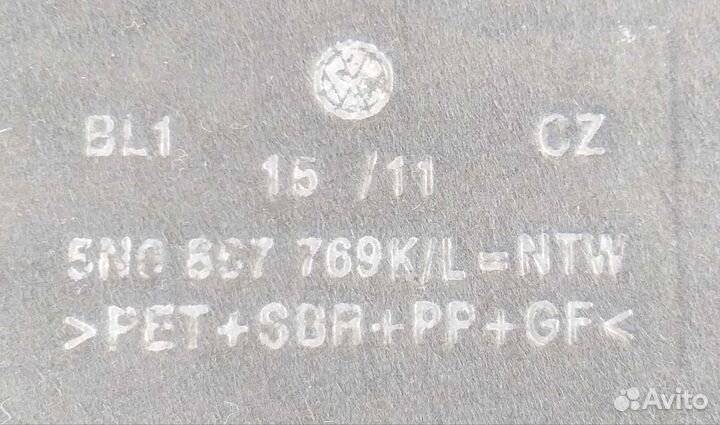 BL1 CZ
15 /11
5N0 867 769K/L=NTW
>PET+SBR+PP+GF<
Avito